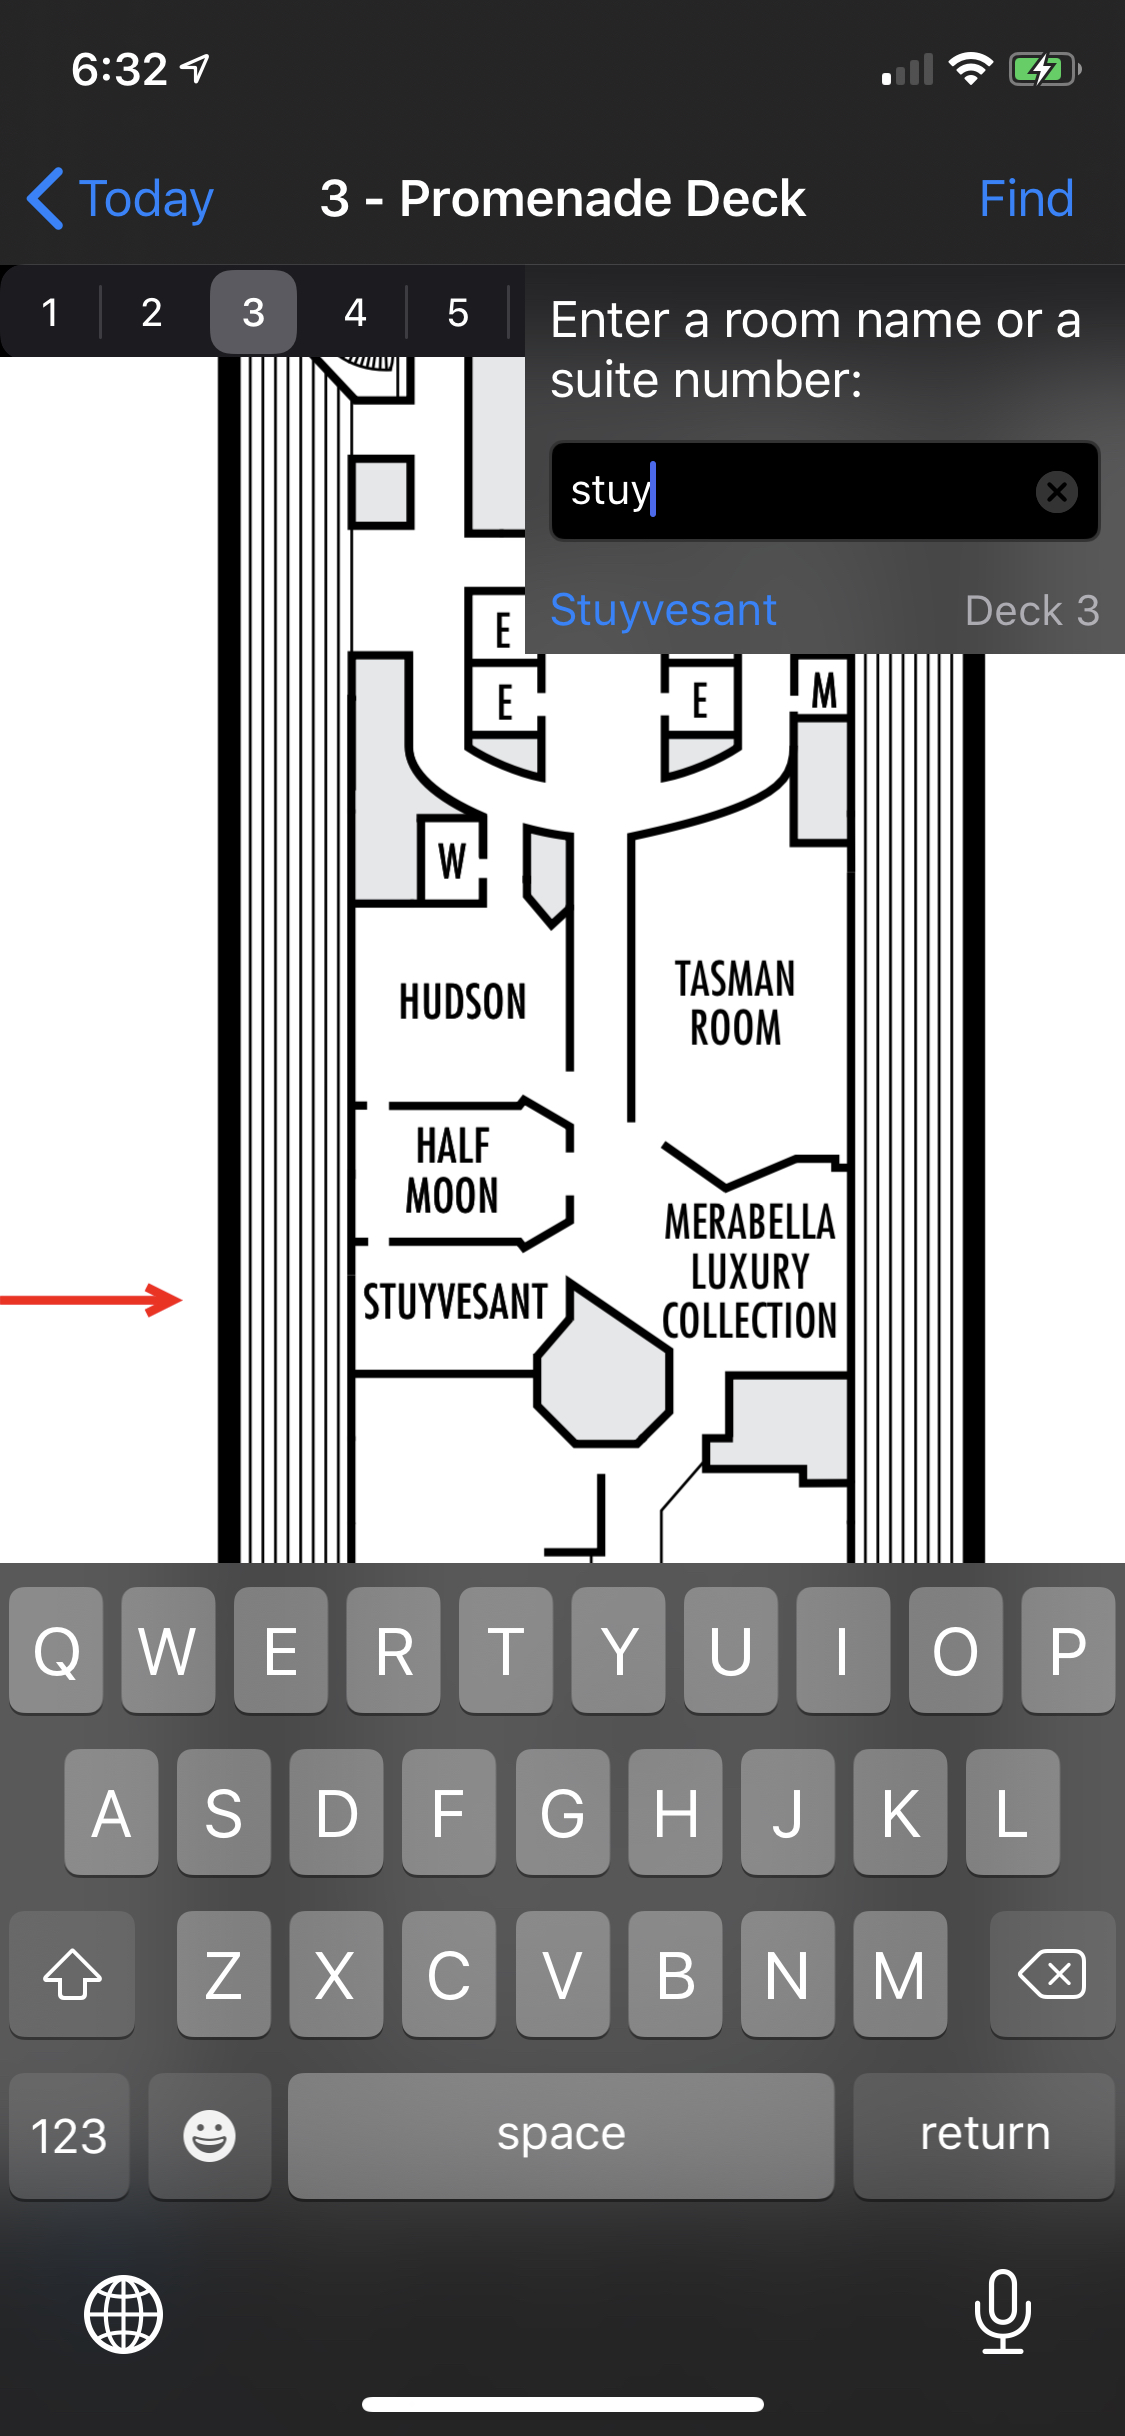 6:32
Today
3 - Promenade Deck
Find
1 2 3 4 5
Enter a room name or a
suite number:
stuy
Stuyvesant Deck 3
E
E
E
M
W
HUDSON
TASMAN
ROOM
HALF
MOON
MERABELLA
LUXURY
COLLECTION
STUYVESANT
Q W E R T Y U I O P
A S D F G H J K L
Z X C V B N M
123 space return